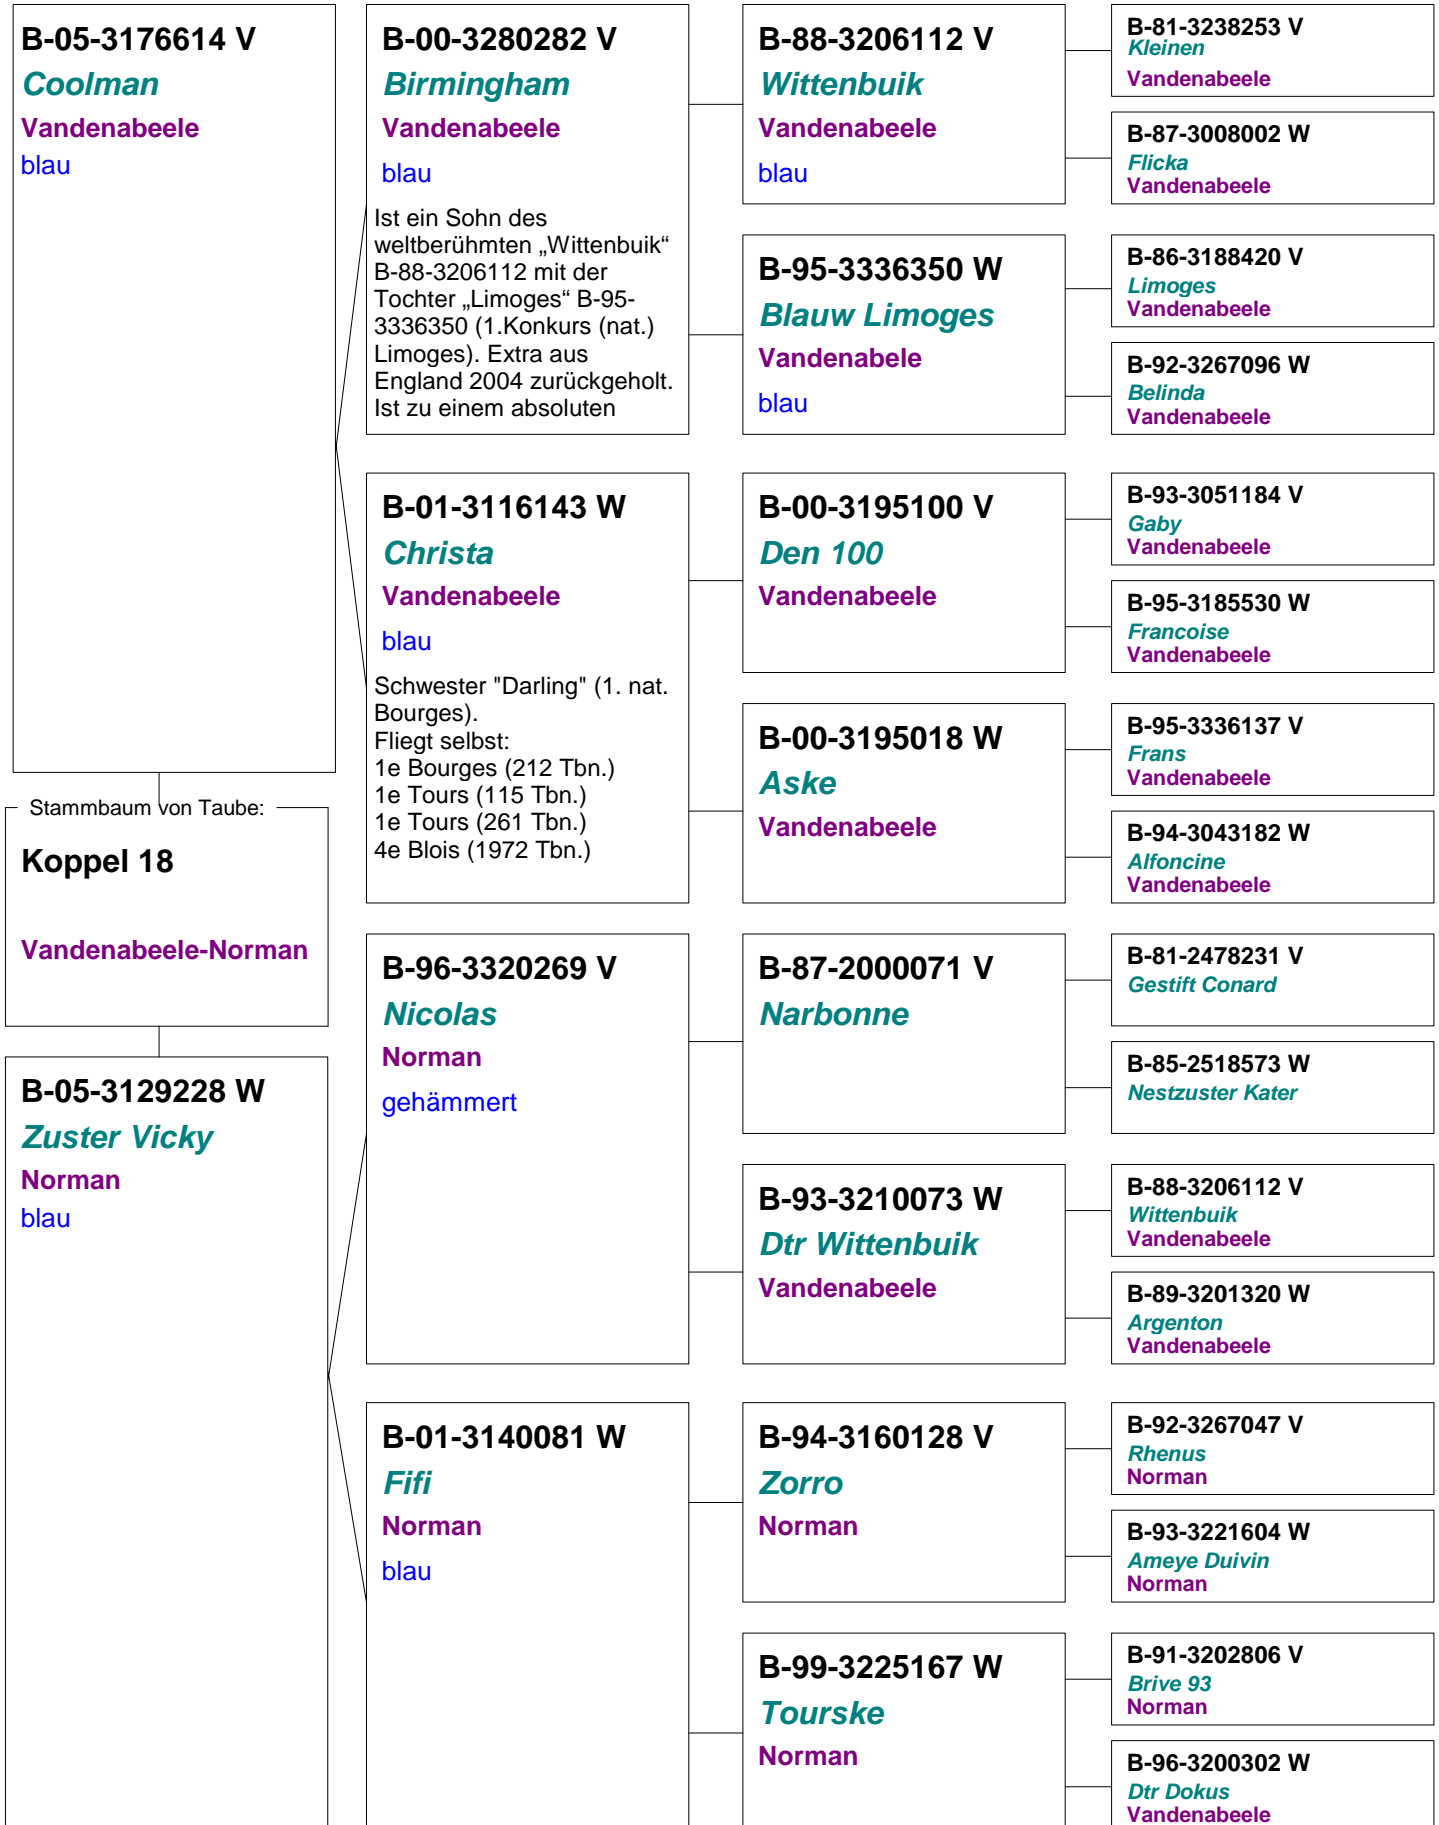 B-05-3176614 V
Coolman
Vandenabeele
blau
Stammbaum von Taube:
Koppel 18
Vandenabeele-Norman
B-05-3129228 W
Zuster Vicky
Norman
blau
B-00-3280282 V
Birmingham
Vandenabeele
blau
Ist ein Sohn des
weltberühmten „Wittenbuik“
B-88-3206112 mit der
Tochter „Limoges“ B-95-
3336350 (1.Konkurs (nat.)
Limoges). Extra aus
England 2004 zurückgeholt.
Ist zu einem absoluten
B-01-3116143 W
Christa
Vandenabeele
blau
Schwester "Darling" (1. nat.
Bourges).
Fliegt selbst:
1e Bourges (212 Tbn.)
1e Tours (115 Tbn.)
1e Tours (261 Tbn.)
4e Blois (1972 Tbn.)
B-96-3320269 V
Nicolas
Norman
gehämmert
B-01-3140081 W
Fifi
Norman
blau
B-88-3206112 V
Wittenbuik
Vandenabeele
blau
B-95-3336350 W
Blauw Limoges
Vandenabele
blau
B-00-3195100 V
Den 100
Vandenabeele
B-00-3195018 W
Aske
Vandenabeele
B-87-2000071 V
Narbonne
B-93-3210073 W
Dtr Wittenbuik
Vandenabeele
B-94-3160128 V
Zorro
Norman
B-99-3225167 W
Tourske
Norman
B-81-3238253 V
Kleinen
Vandenabeele
B-87-3008002 W
Flicka
Vandenabeele
B-86-3188420 V
Limoges
Vandenabeele
B-92-3267096 W
Belinda
Vandenabeele
B-93-3051184 V
Gaby
Vandenabeele
B-95-3185530 W
Francoise
Vandenabeele
B-95-3336137 V
Frans
Vandenabeele
B-94-3043182 W
Alfoncine
Vandenabeele
B-81-2478231 V
Gestift Conard
B-85-2518573 W
Nestzuster Kater
B-88-3206112 V
Wittenbuik
Vandenabeele
B-89-3201320 W
Argenton
Vandenabeele
B-92-3267047 V
Rhenus
Norman
B-93-3221604 W
Ameye Duivin
Norman
B-91-3202806 V
Brive 93
Norman
B-96-3200302 W
Dtr Dokus
Vandenabeele